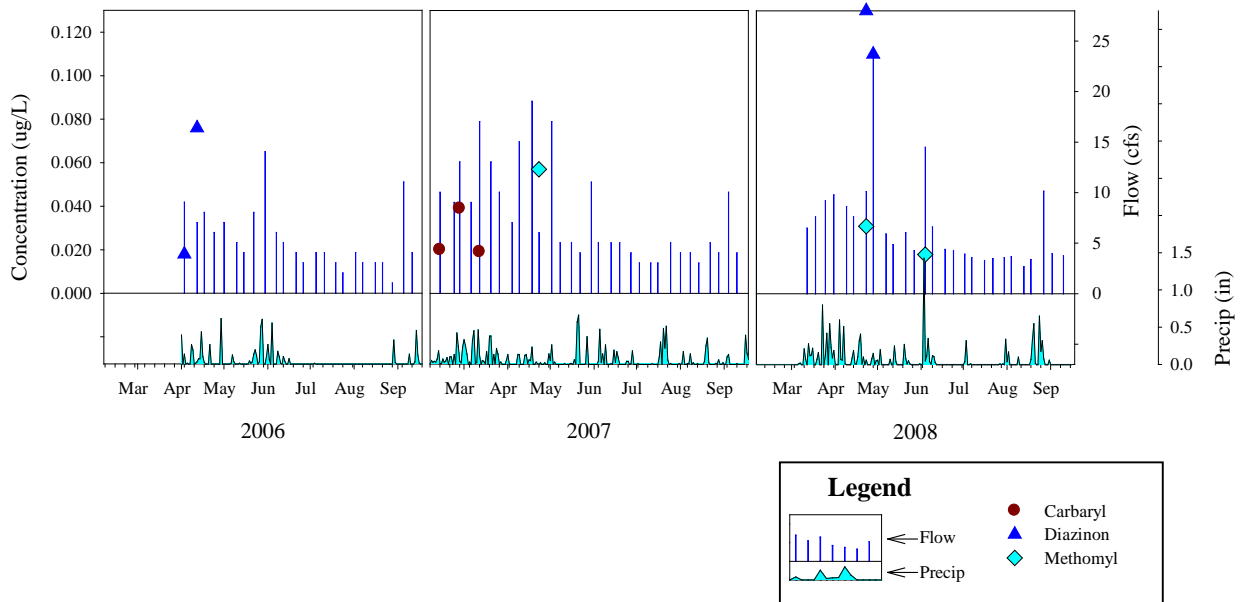 0.120
0.100
0.080
0.060
0.040
0.020
0.000
Concentration (ug/L)
25
20
15
10
5
0
Flow (cfs)
1.5
1.0
0.5
0.0
Precip (in)
Mar Apr May Jun Jul Aug Sep
Mar Apr May Jun Jul Aug Sep
Mar Apr May Jun Jul Aug Sep
2006
2007
2008
Legend
Flow
Precip
Carbaryl
Diazinon
Methomyl